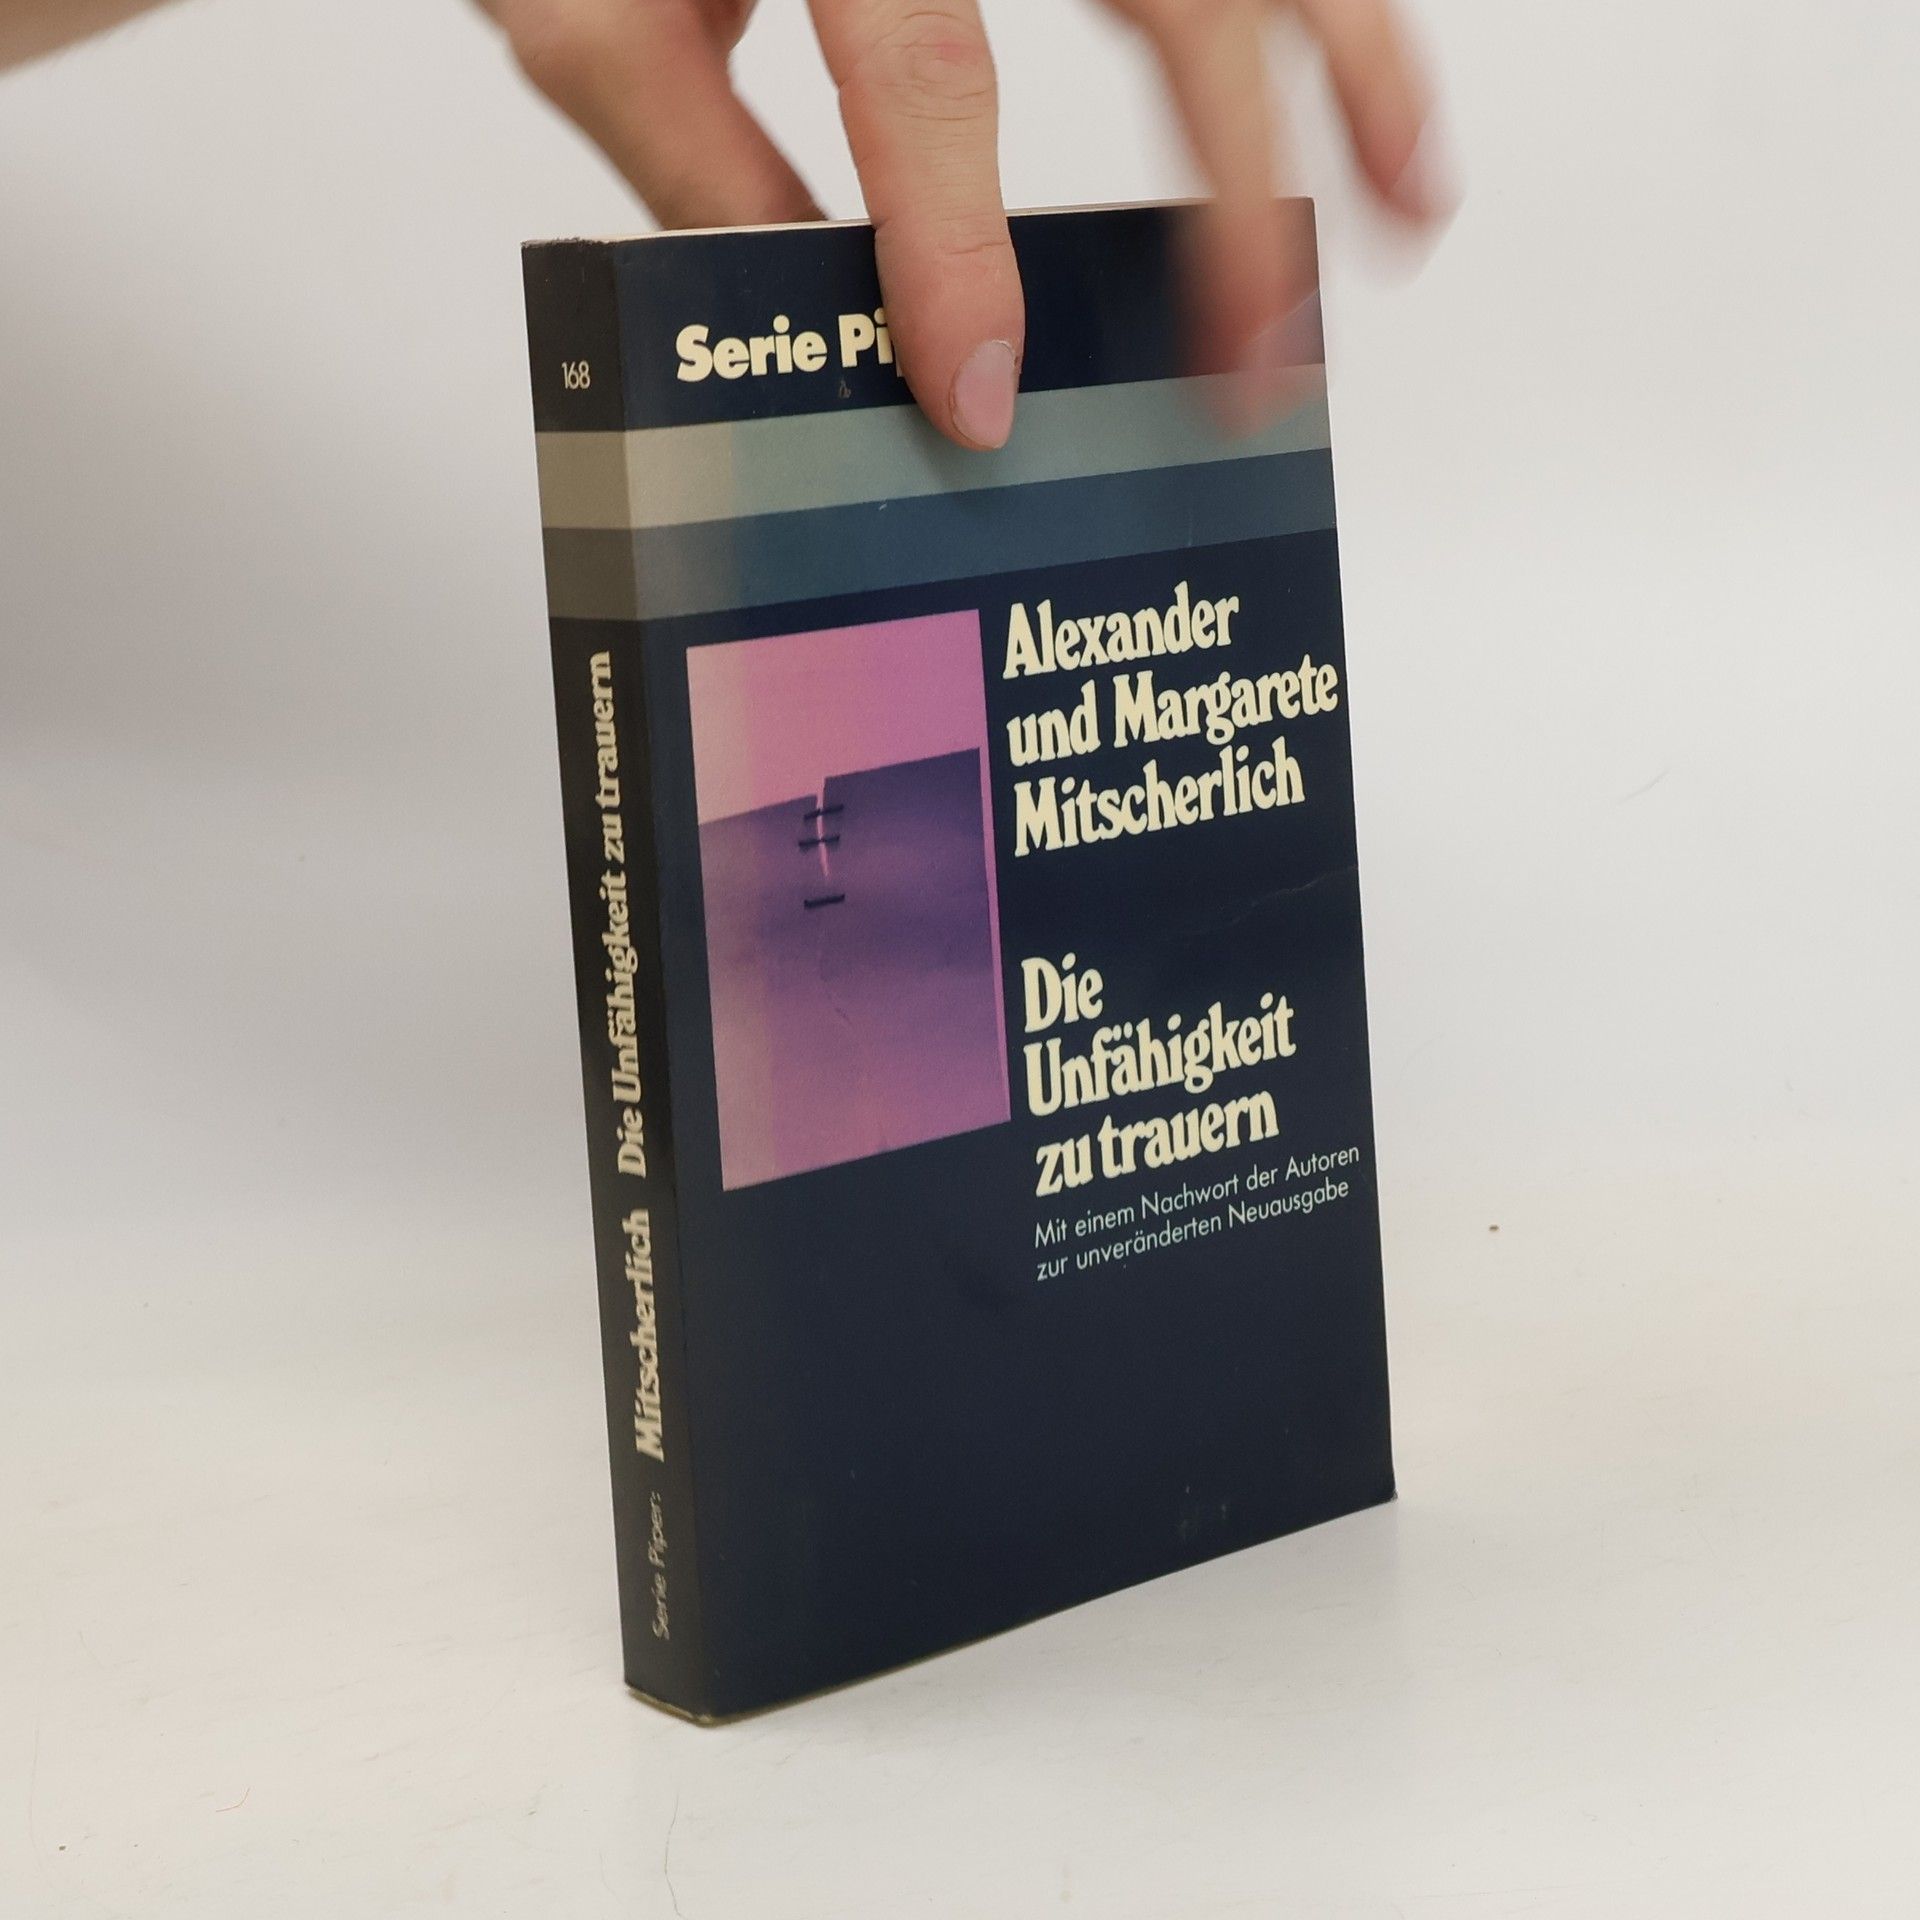 168
Serie Pi
Alexander
und Margarete
Mitscherlich
Die
Unfähigkeit
zu trauern
Mit einem Nachwort der Autoren
zur unveränderten Neuausgabe
Serie Piper: Mitscherlich Die Unfähigkeit zu trauern